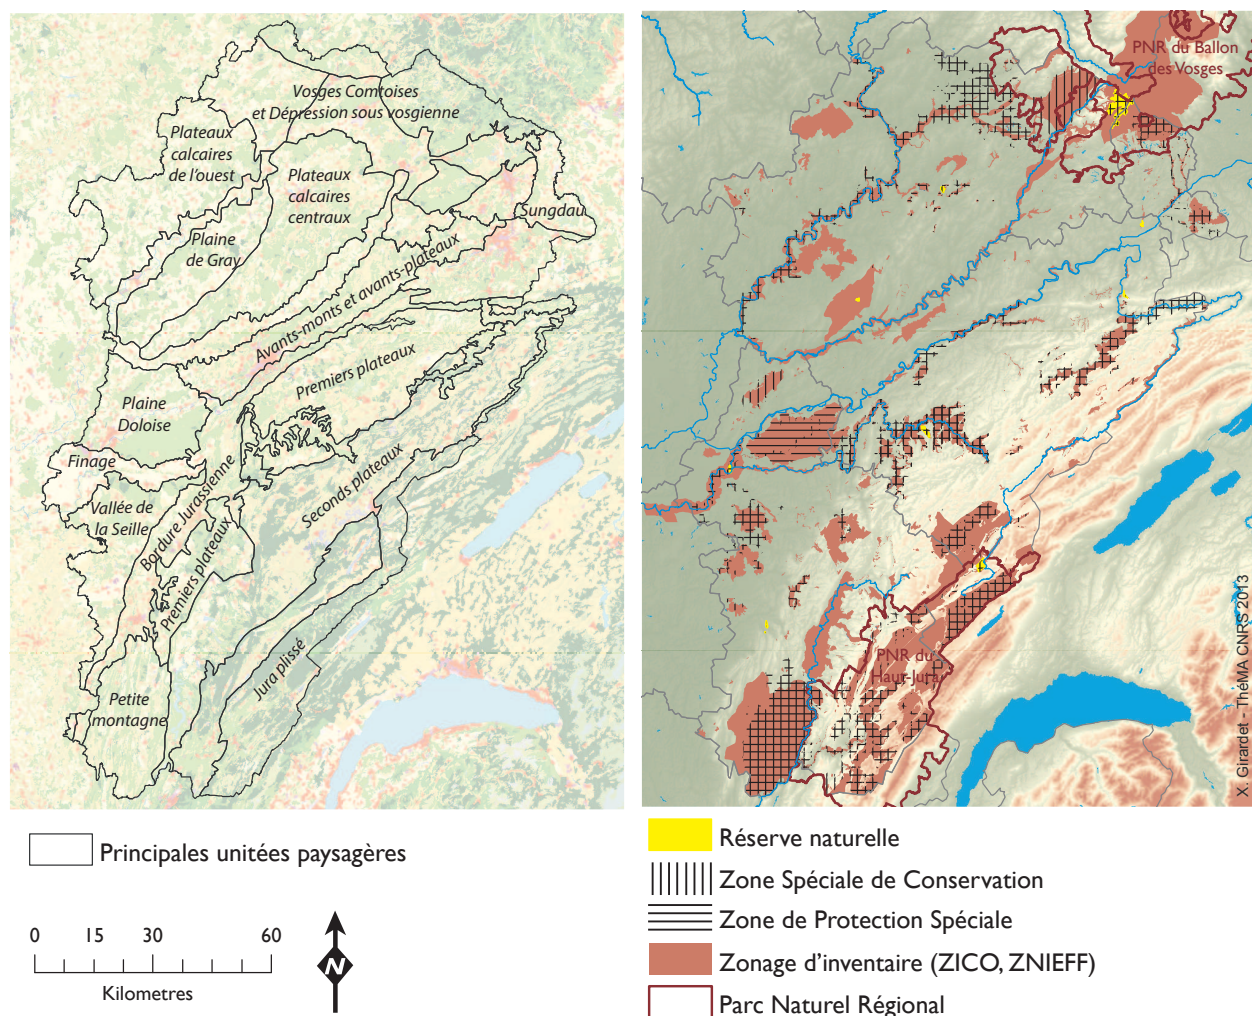 Vosges Comtoises
et Dépression sous vosgienne
Plateaux
calcaires
de l'ouest
Plateaux
calcaires
centraux
Sungdau
Plaine
de Gray
Avants-monts et avants-plateaux
Premiers plateaux
Plaine
Doloise
Finage
Vallée de
la Seille
Bordure Jurassienne
Premiers plateaux
Seconds plateaux
Jura plissé
Petite
montagne
PNR du Ballon
des Vosges
PNR du
Haut-Jura
X. Girardet - ThéMA CNRS 2013
Principales unitées paysagères
0 15 30 60
Kilometres
N
Réserve naturelle
Zone Spéciale de Conservation
Zone de Protection Spéciale
Zonage d'inventaire (ZICO, ZNIEFF)
Parc Naturel Régional